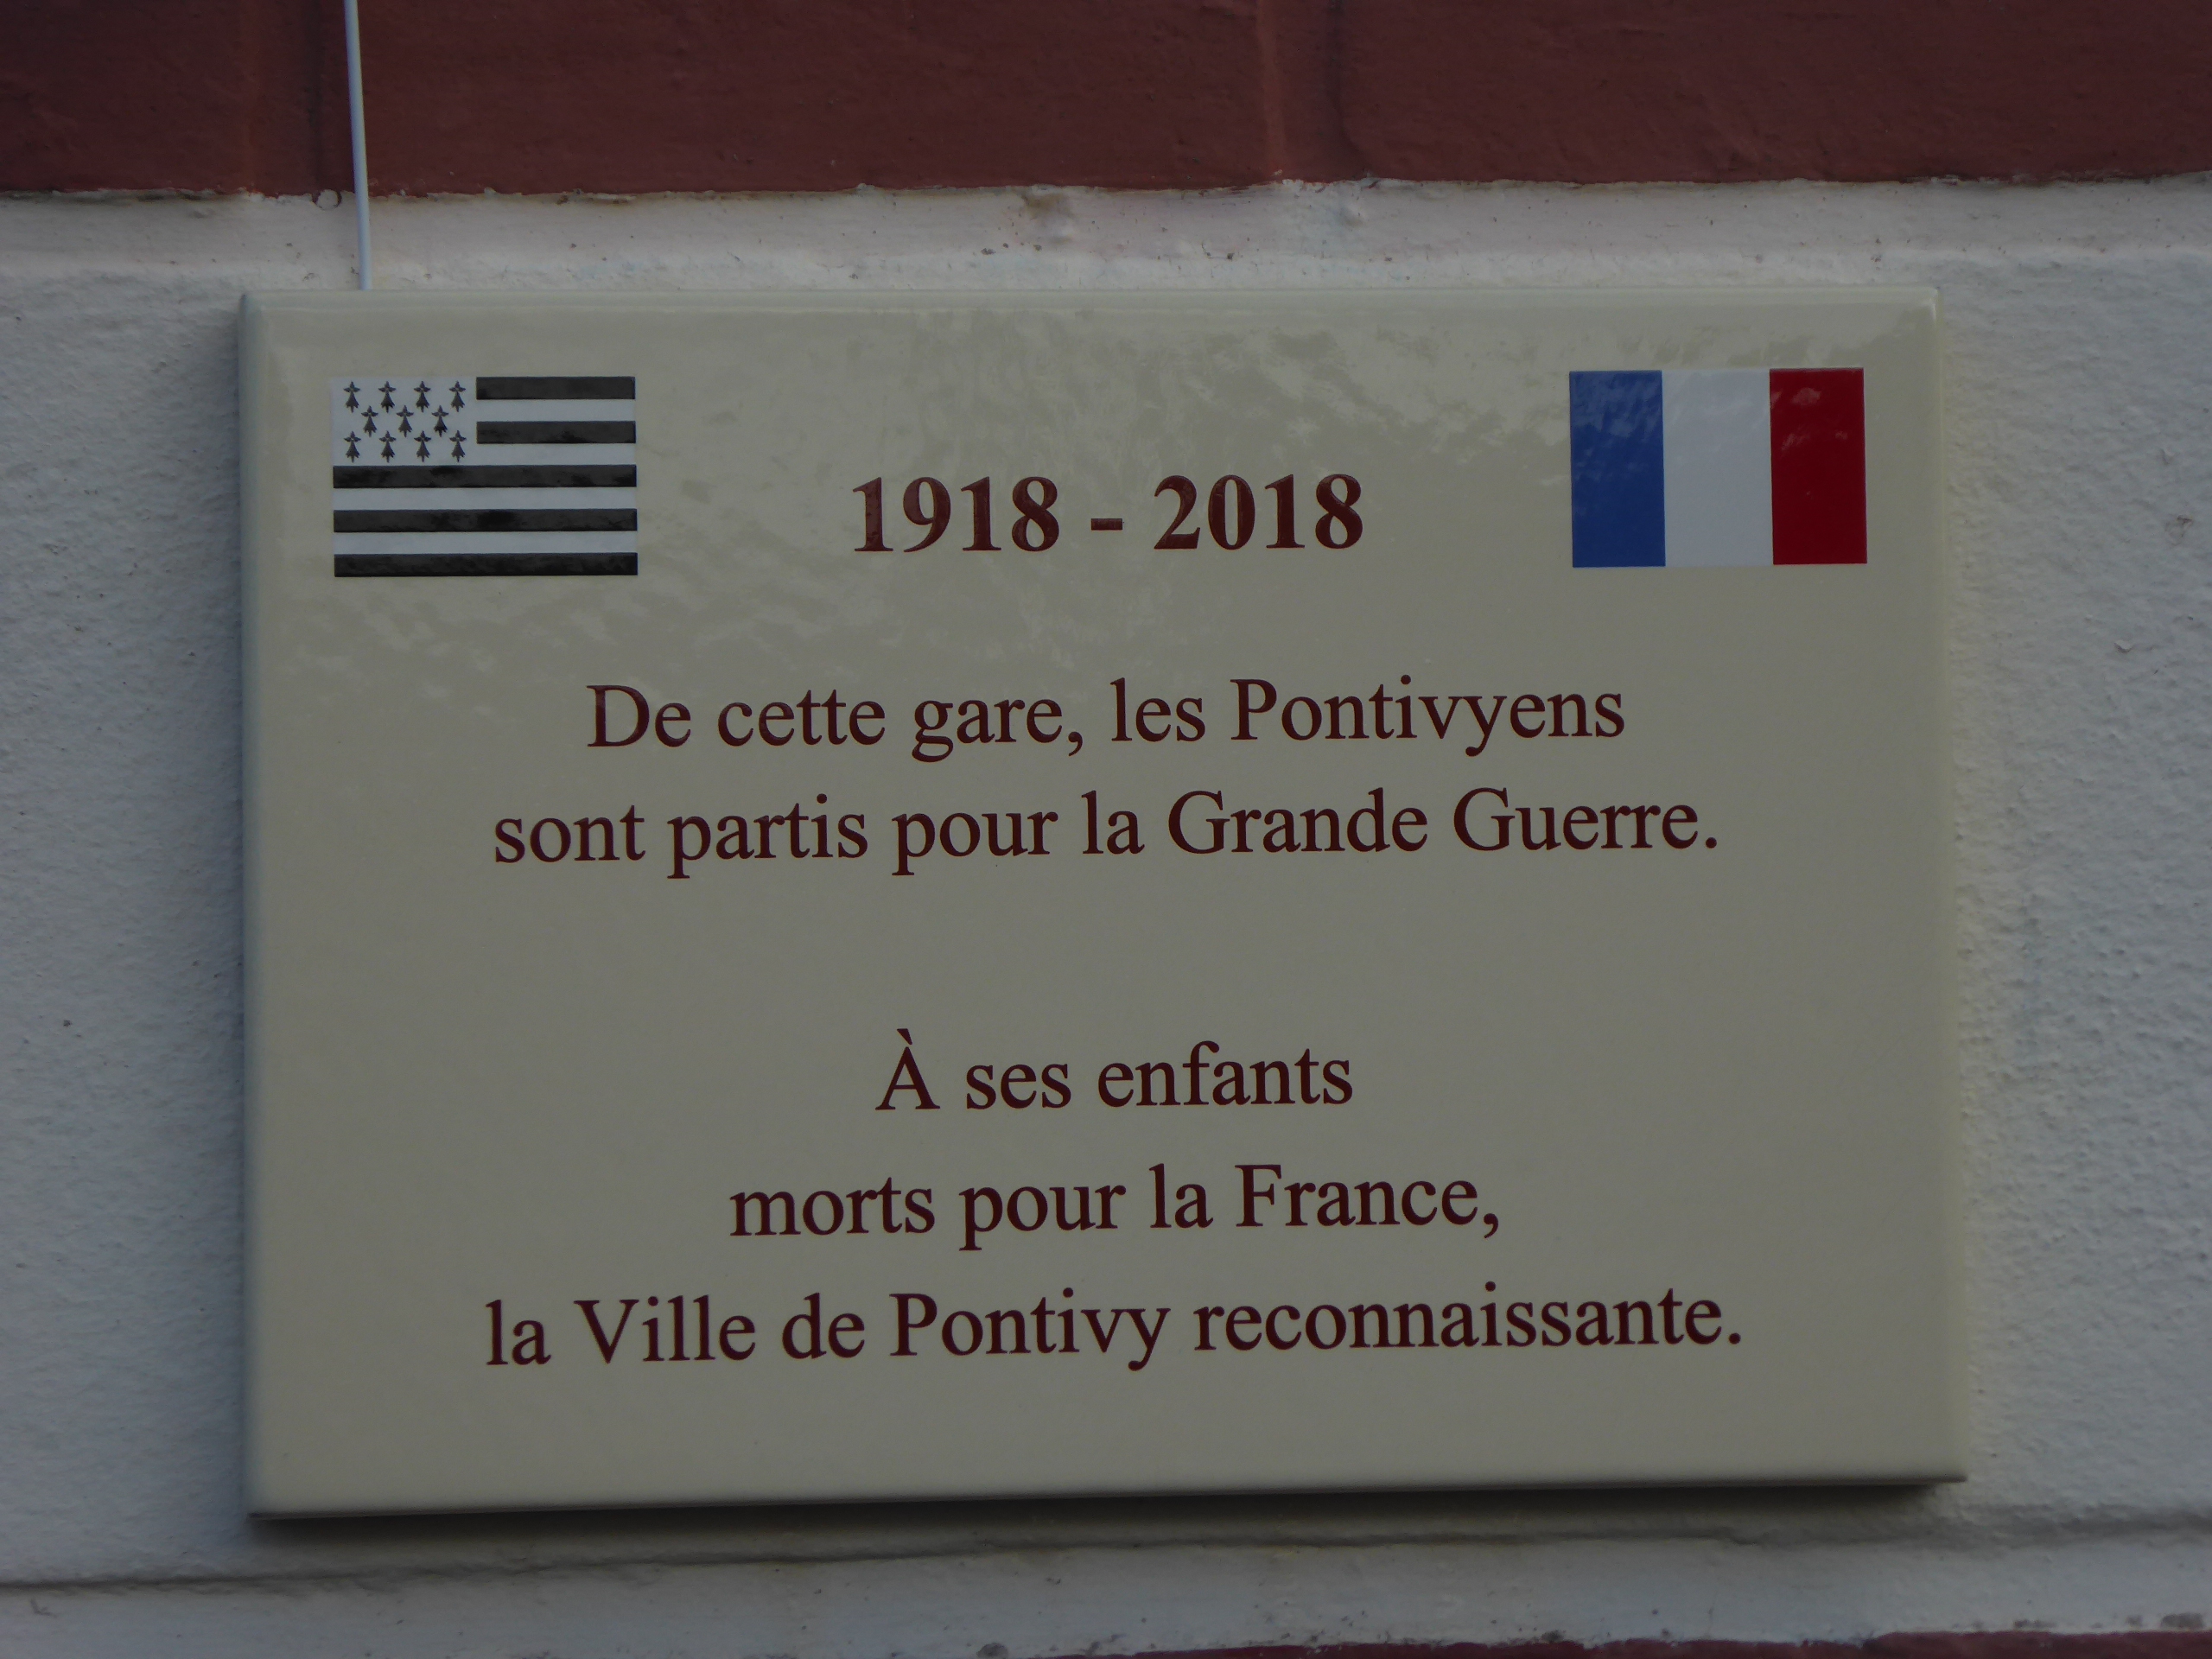 1918 - 2018
De cette gare, les Pontivyens
sont partis pour la Grande Guerre.
À ses enfants
morts pour la France,
la Ville de Pontivy reconnaissante.